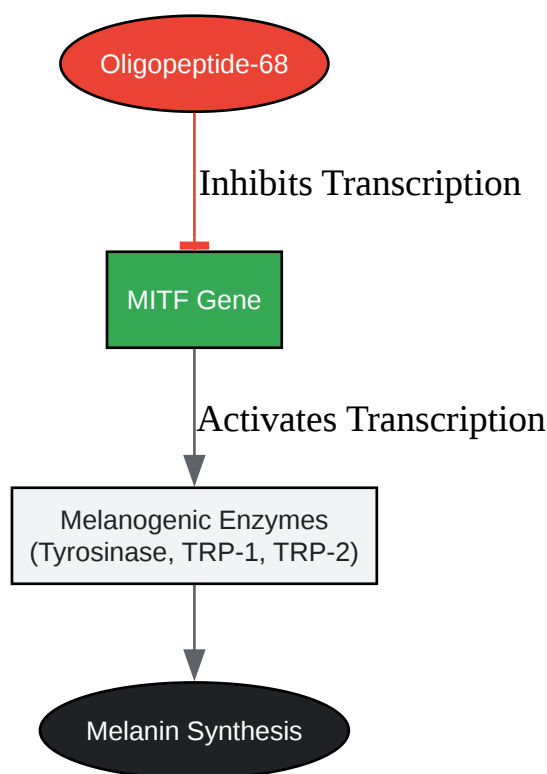 Oligopeptide-68
Inhibits Transcription
MITF Gene
Activates Transcription
Melanogenic Enzymes
(Tyrosinase, TRP-1, TRP-2)
Melanin Synthesis